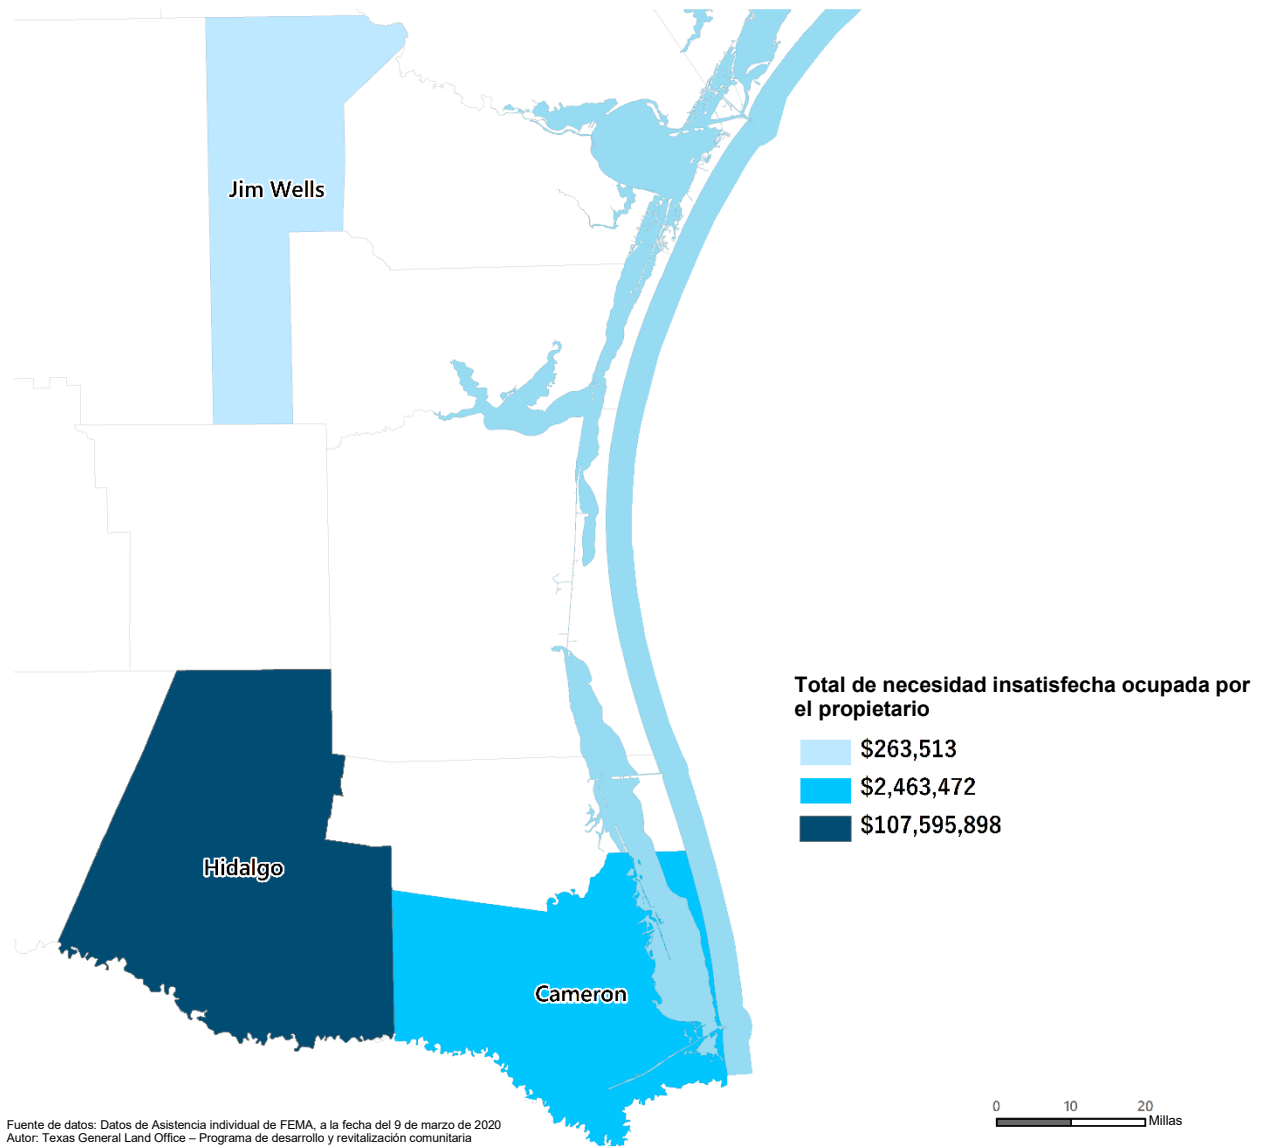 Jim Wells
Total de necesidad insatisfecha ocupada por
el propietario
$263,513
$2,463,472
$107,595,898
Hidalgo
Cameron
0 10 20
Millas
Fuente de datos: Datos de Asistencia individual de FEMA, a la fecha del 9 de marzo de 2020
Autor: Texas General Land Office – Programa de desarrollo y revitalización comunitaria